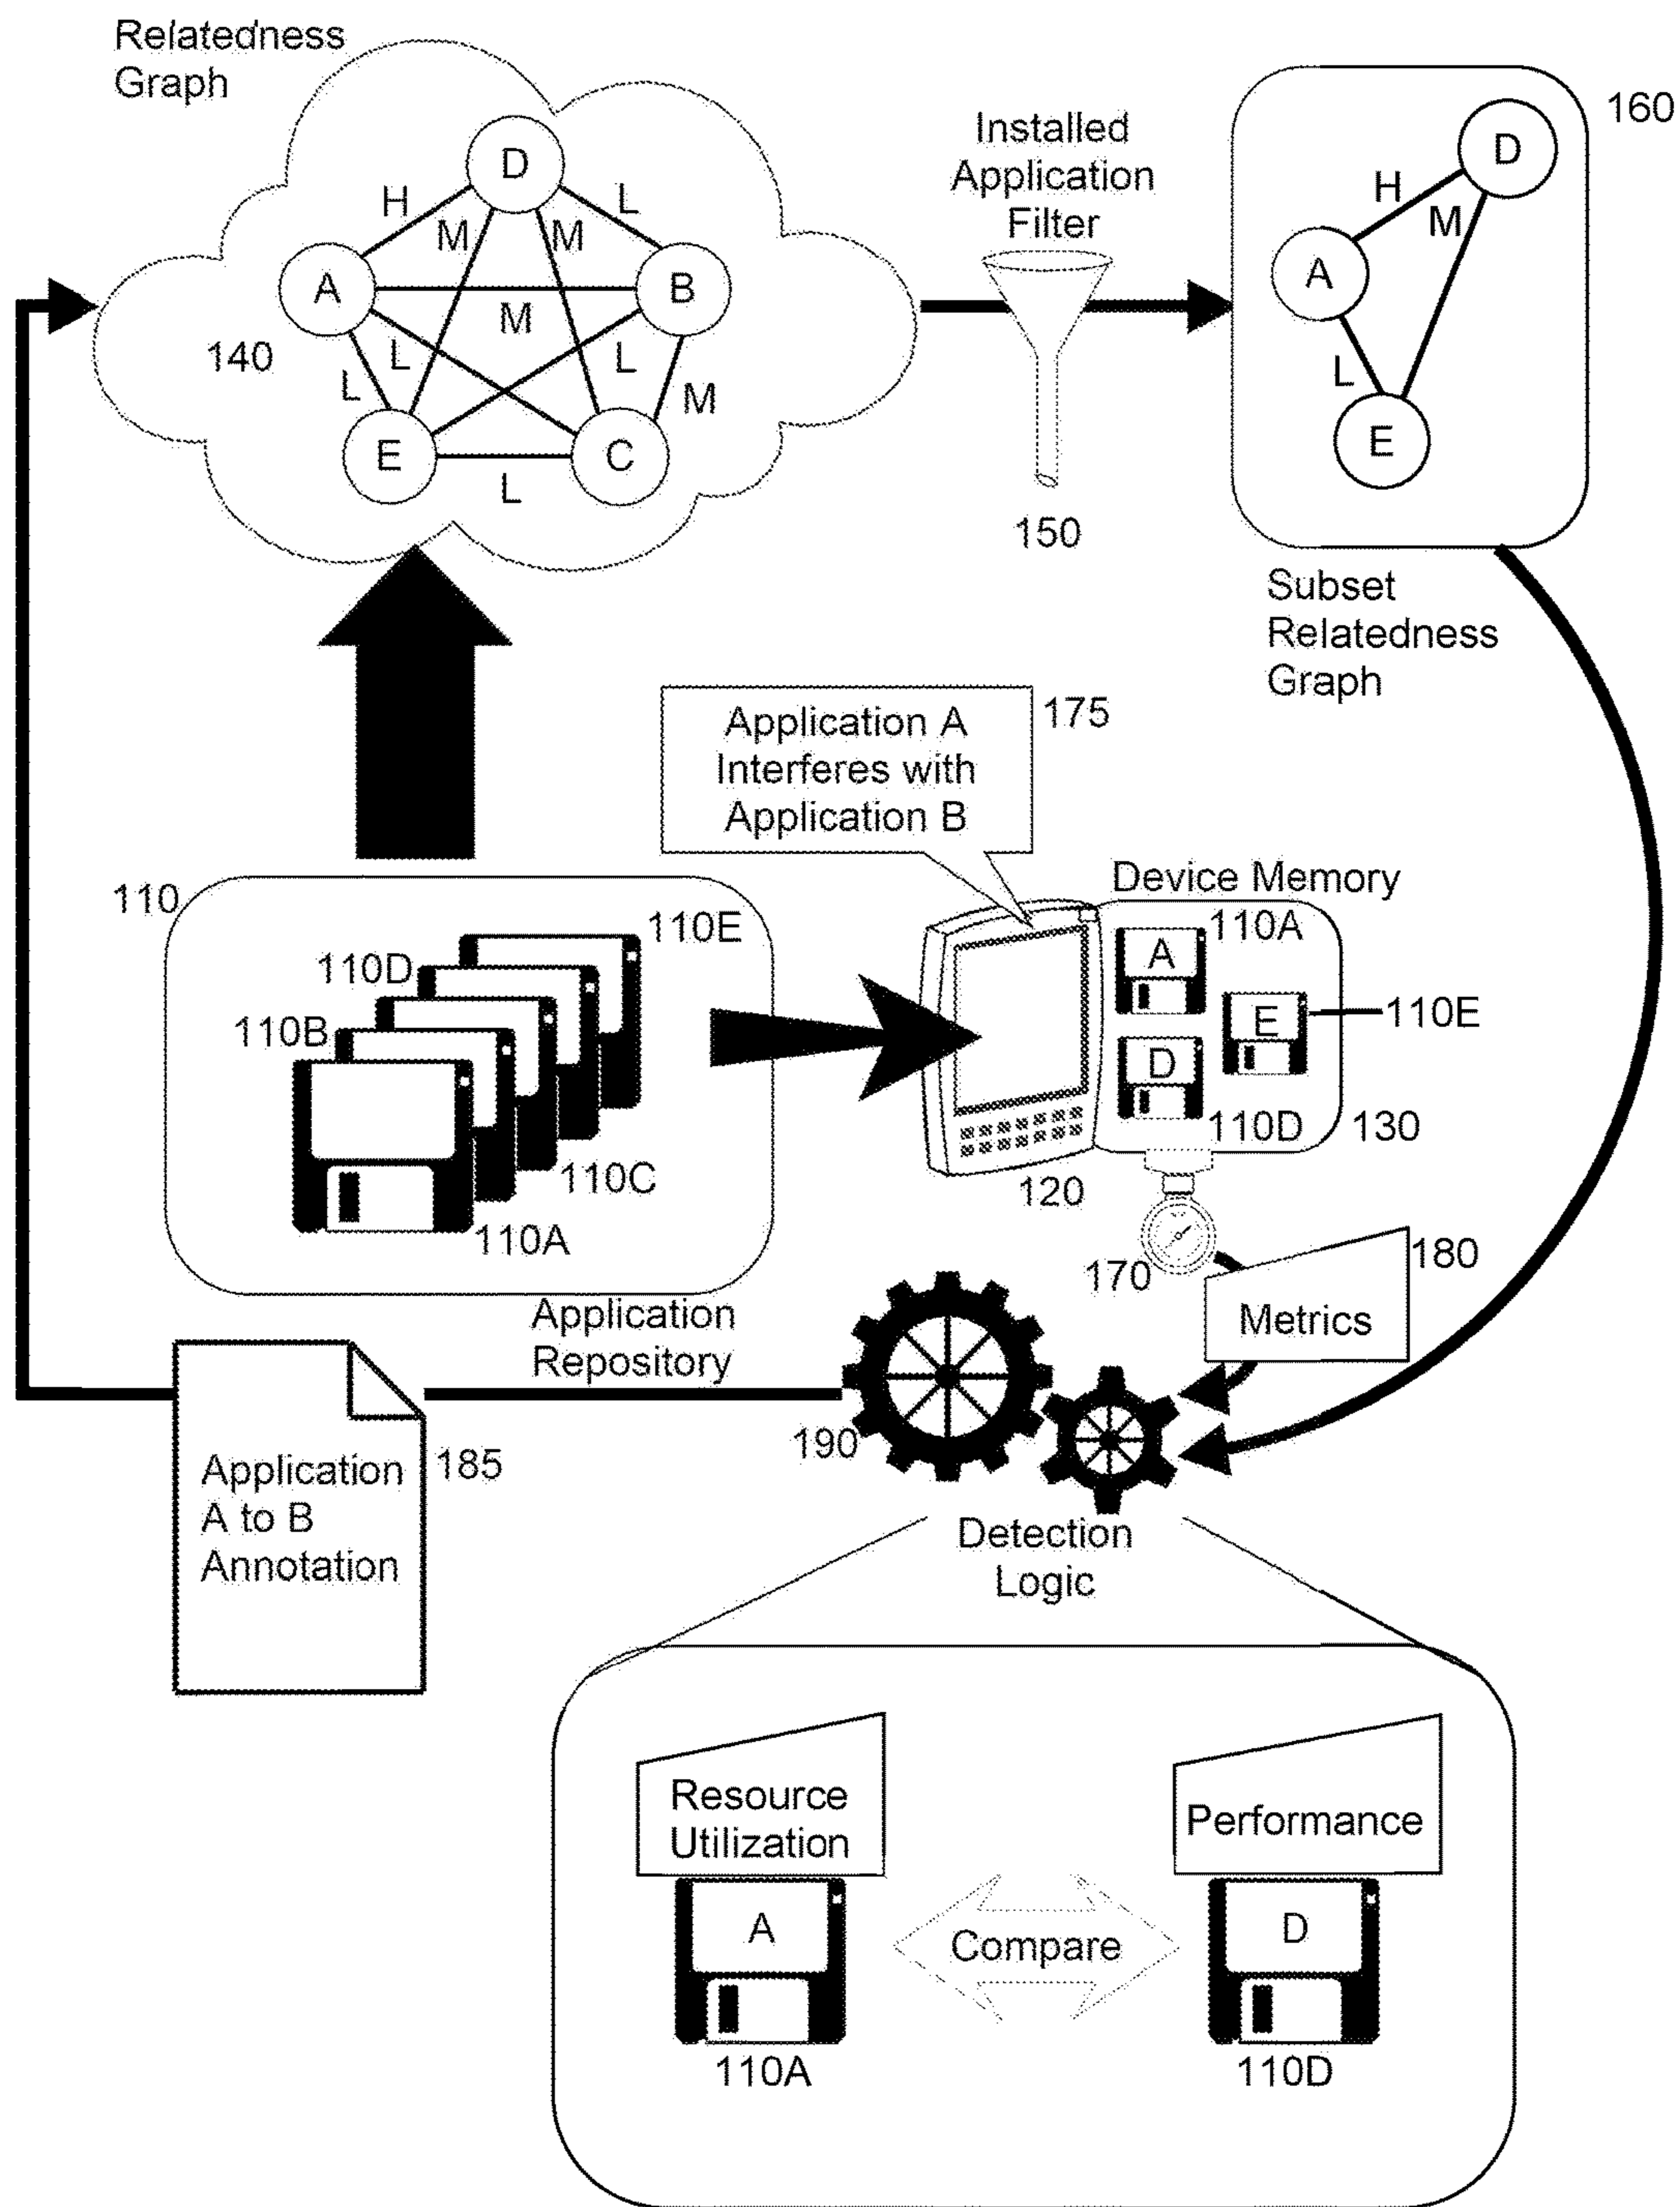 Relatedness
Graph
D
H
L
M
M
A
B
M
140
L
L
L
M
E
C
L
Installed
Application
Filter
150
160
D
H
M
A
L
E
Subset
Relatedness
Graph
Application A
Interferes with
Application B
175
110
110E
110D
110B
110C
110A
Application
Repository
Device Memory
110A
A
E
110E
D
110D
130
120
170
180
Metrics
190
Detection
Logic
Application
A to B
Annotation
185
Resource
Utilization
Performance
A
Compare
D
110A
110D